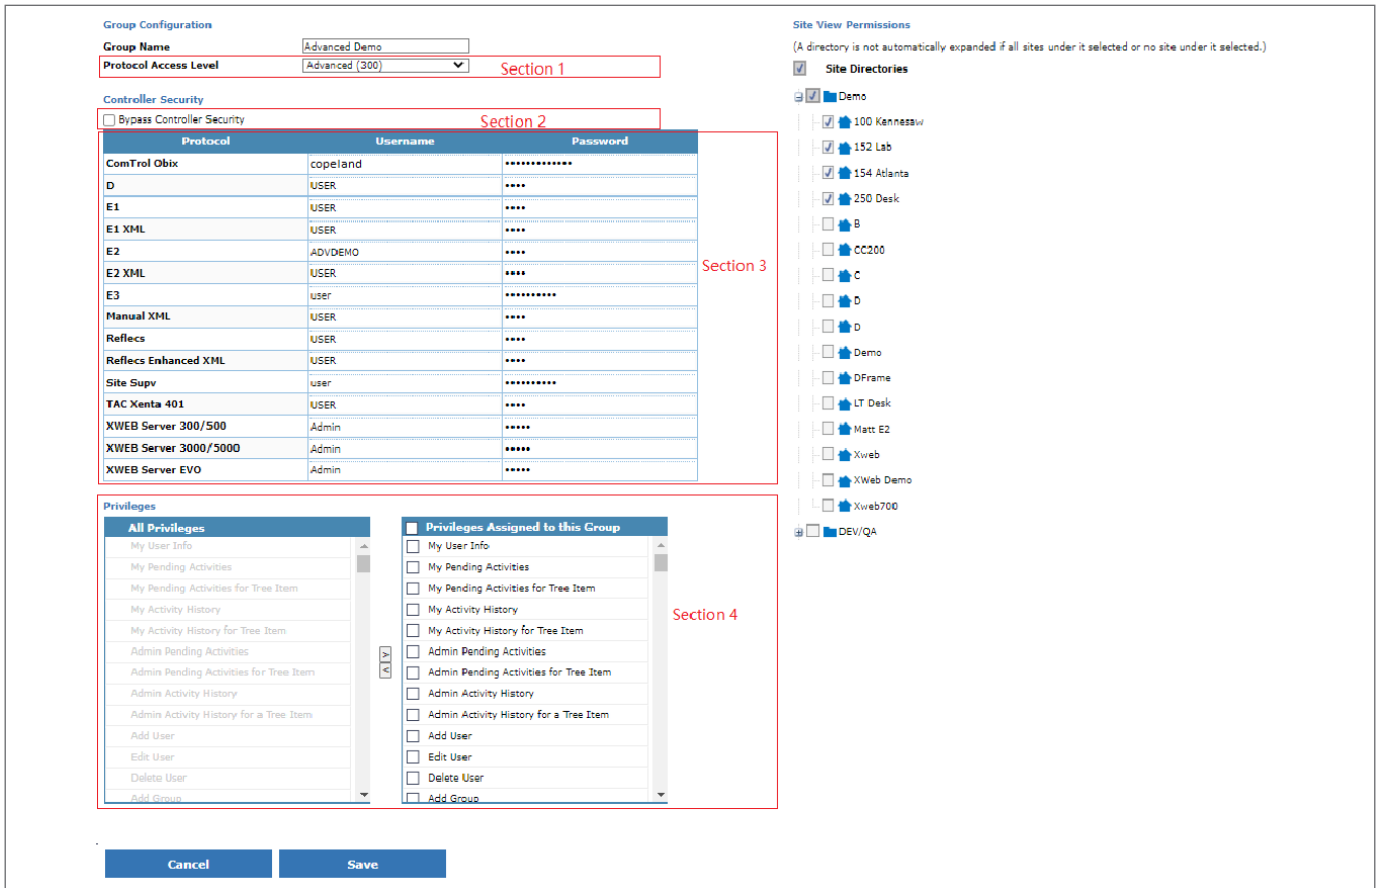 Group Configuration
Group Name Advanced Demo
Protocol Access Level Advanced (300) Section 1
Controller Security
Bypass Controller Security Section 2
Protocol Username Password
ComTrol Obix copeland •••••••••••••
D USER ••••
E1 USER ••••
E1 XML USER ••••
E2 ADVDEMO ••••
E2 XML USER ••••
Section 3
E3 user ••••••••••
Manual XML USER ••••
Reflecs USER ••••
Reflecs Enhanced XML USER ••••
Site Supv user ••••••••••
TAC Xenta 401 USER ••••
XWEB Server 300/500 Admin •••••
XWEB Server 3000/5000 Admin •••••
XWEB Server EVO Admin •••••
Privileges
All Privileges
My User Info
My Pending Activities
My Pending Activities for Tree Item
My Activity History
My Activity History for Tree Item
Admin Pending Activities
Admin Pending Activities for Tree Item
Admin Activity History
Admin Activity History for a Tree Item
Add User
Edit User
Delete User
Add Group
>
<
Privileges Assigned to this Group
My User Info
My Pending Activities
My Pending Activities for Tree Item
My Activity History
My Activity History for Tree Item
Admin Pending Activities
Admin Pending Activities for Tree Item
Admin Activity History
Admin Activity History for a Tree Item
Add User
Edit User
Delete User
Add Group
Section 4
Cancel Save
Site View Permissions
(A directory is not automatically expanded if all sites under it selected or no site under it selected.)
Site Directories
Demo
100 Kennesaw
152 Lab
154 Atlanta
250 Desk
B
CC200
C
D
D
Demo
DFrame
LT Desk
Matt E2
Xweb
XWeb Demo
Xweb700
DEV/QA